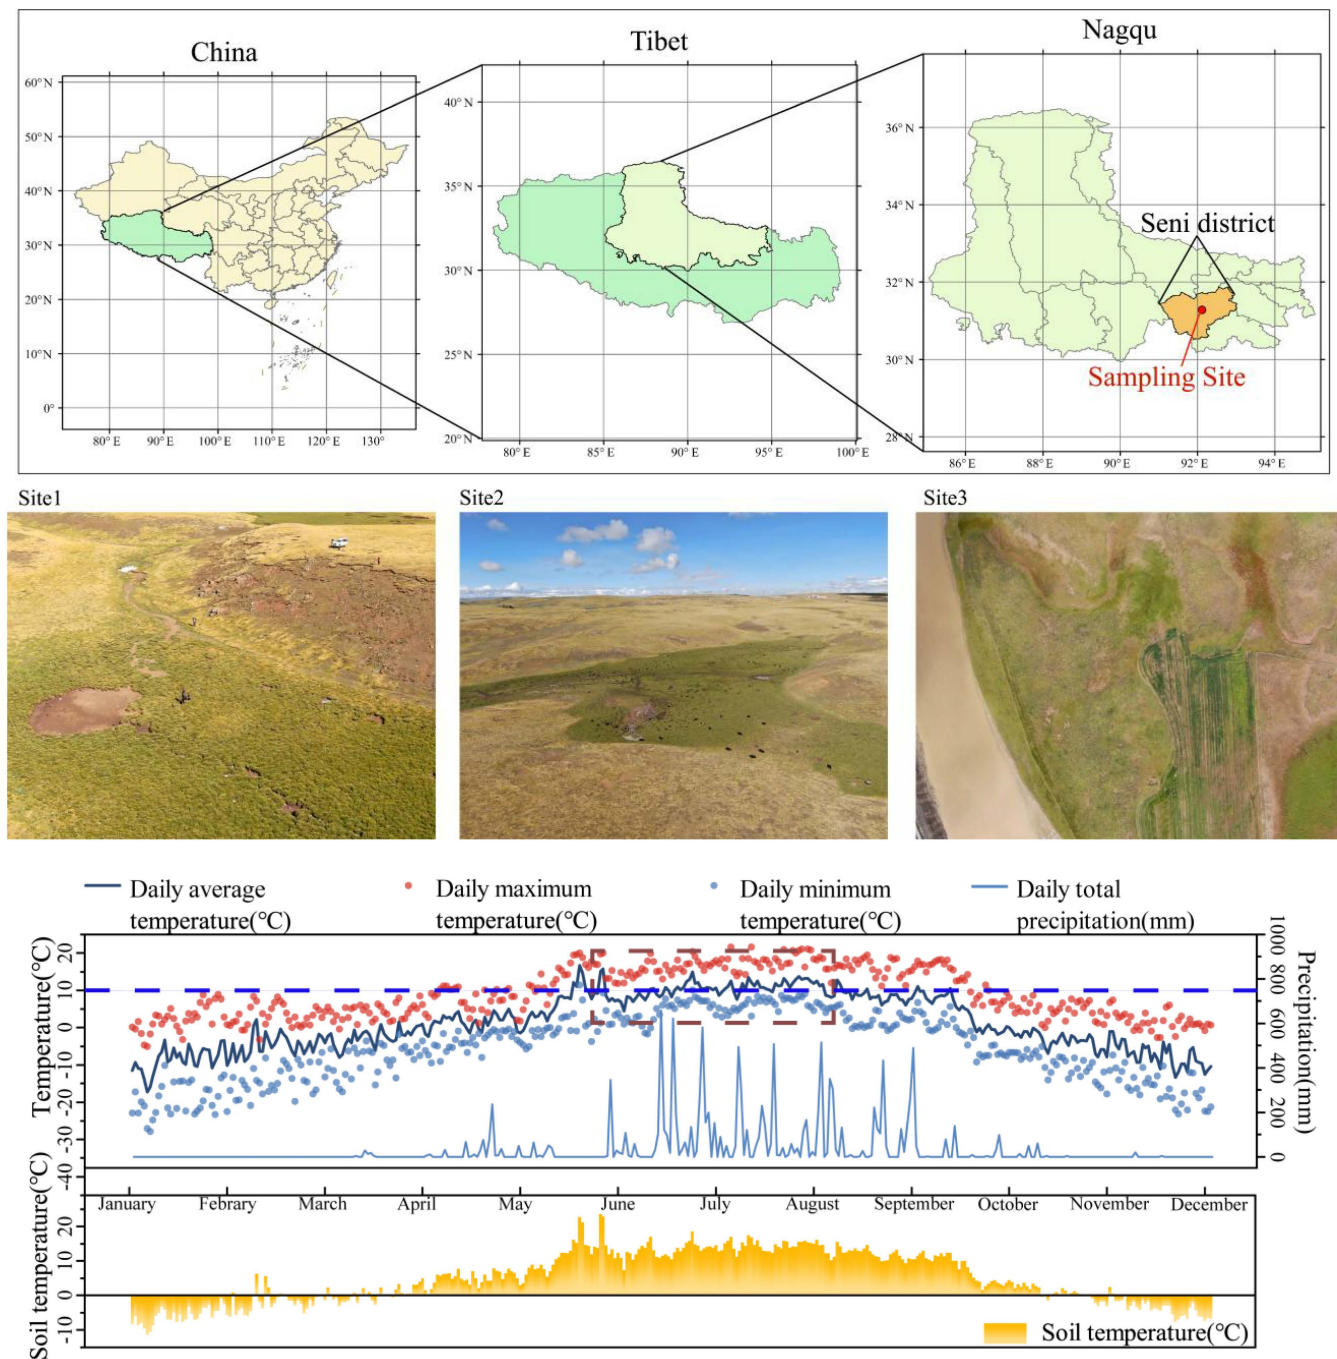 China
Tibet
Nagqu
60° N
50° N
40° N
30° N
20° N
10° N
0°
80° E
90° E
100° E
110° E
120° E
130°
40° N
35° N
30° N
25° N
20° N
80° E
85° E
90° E
95° E
100° E
36° N
34° N
32° N
30° N
28° N
86° E
88° E
90° E
92° E
94° E
Seni district
Sampling Site
Site1
Site2
Site3
Daily average temperature(℃)
Daily maximum temperature(℃)
Daily minimum temperature(℃)
Daily total precipitation(mm)
Temperature(℃)
20
10
0
-10
-20
-30
-40
Precipitation(mm)
1000
800
600
400
200
0
January
Febrary
March
April
May
June
July
August
September
October
November
December
Soil temperature(℃)
20
10
0
-10
Soil temperature(℃)